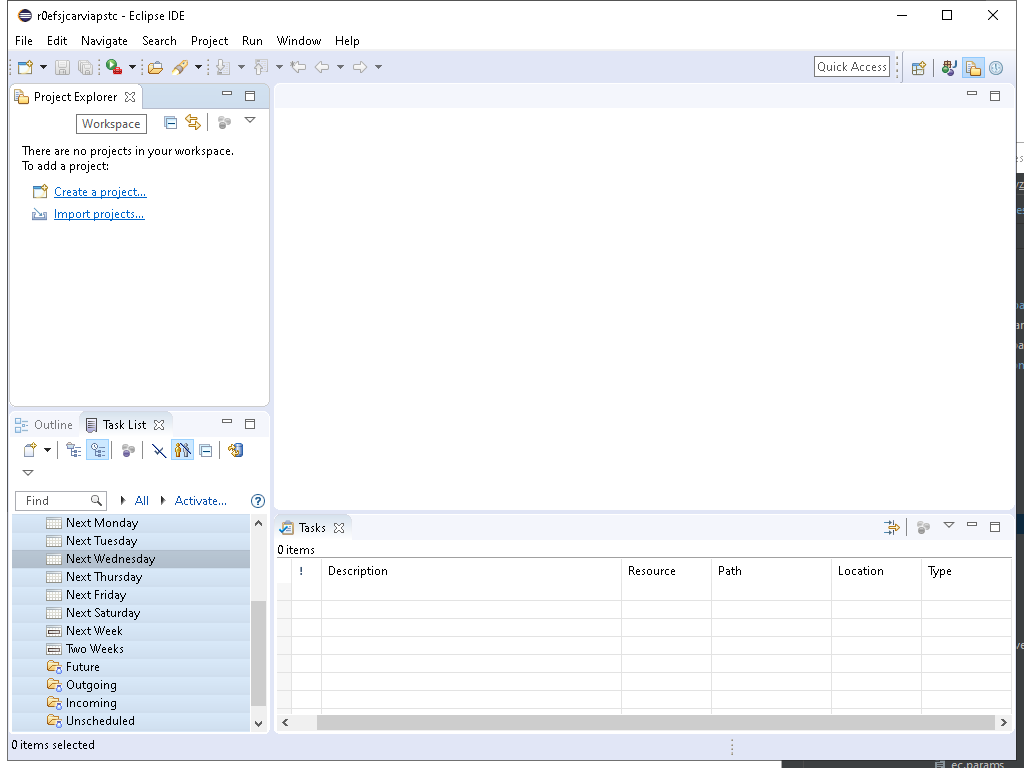 r0efsjcarviapstc - Eclipse IDE
File Edit Navigate Search Project Run Window Help
Quick Access
Project Explorer
Workspace
There are no projects in your workspace.
To add a project:
Create a project...
Import projects...
Outline Task List
Find All Activate... ?
Next Monday
Next Tuesday
Next Wednesday
Next Thursday
Next Friday
Next Saturday
Next Week
Two Weeks
Future
Outgoing
Incoming
Unscheduled
Tasks
0 items
! Description Resource Path Location Type
0 items selected
ec.params